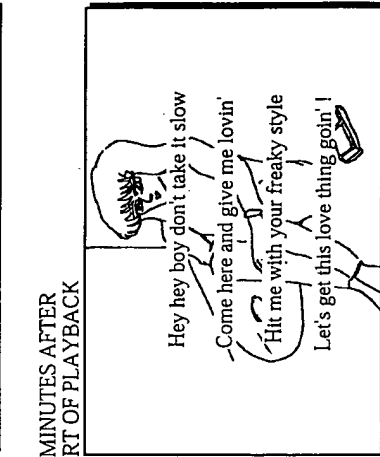 MINUTES AFTER
RT OF PLAYBACK
Hey hey boy don't take it slow
Come here and give me lovin'
Hit me with your freaky style
Let's get this love thing goin' !